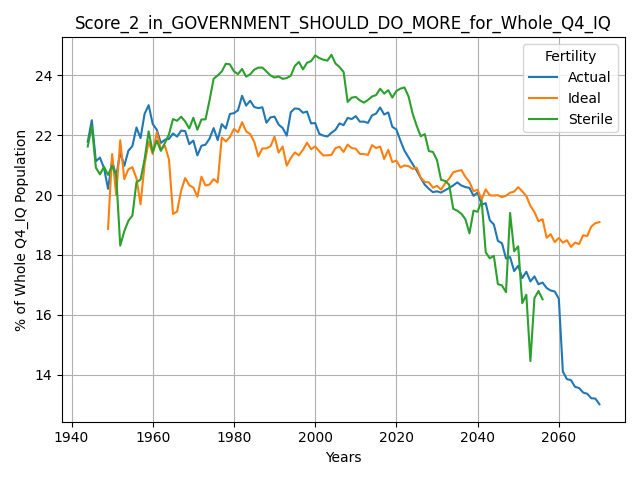 Score_2_in_GOVERNMENT_SHOULD_DO_MORE_for_Whole_Q4_IQ
Fertility
Actual
Ideal
Sterile
% of Whole Q4_IQ Population
24
22
20
18
16
14
1940
1960
1980
2000
2020
2040
2060
Years